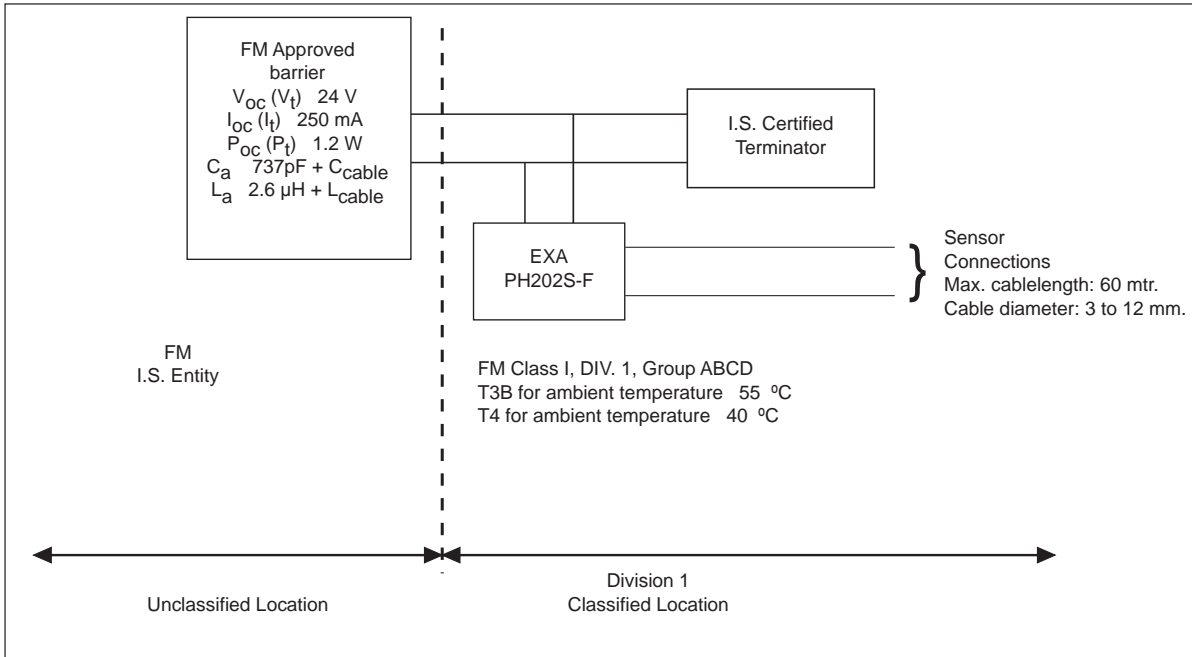 FM Approved
barrier
Voc (Vt) 24 V
Ioc (It) 250 mA
Poc (Pt) 1.2 W
Ca 737pF + Ccable
La 2.6 µH + Lcable
I.S. Certified
Terminator
EXA
PH202S-F
Sensor
Connections
Max. cablelength: 60 mtr.
Cable diameter: 3 to 12 mm.
FM
I.S. Entity
FM Class I, DIV. 1, Group ABCD
T3B for ambient temperature 55 ºC
T4 for ambient temperature 40 ºC
Unclassified Location
Division 1
Classified Location